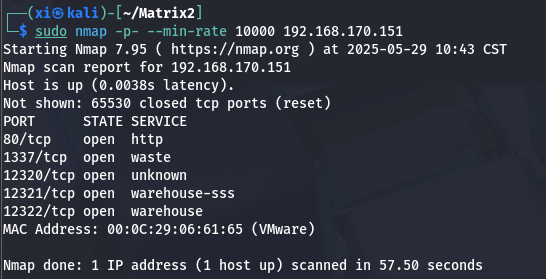 ┌──(xi㉿kali)-[~/Matrix2]
└─$ sudo nmap -p- --min-rate 10000 192.168.170.151
Starting Nmap 7.95 ( https://nmap.org ) at 2025-05-29 10:43 CST
Nmap scan report for 192.168.170.151
Host is up (0.0038s latency).
Not shown: 65530 closed tcp ports (reset)
PORT      STATE SERVICE
80/tcp    open  http
1337/tcp  open  waste
12320/tcp open  unknown
12321/tcp open  warehouse-sss
12322/tcp open  warehouse
MAC Address: 00:0C:29:06:61:65 (VMware)
Nmap done: 1 IP address (1 host up) scanned in 57.50 seconds